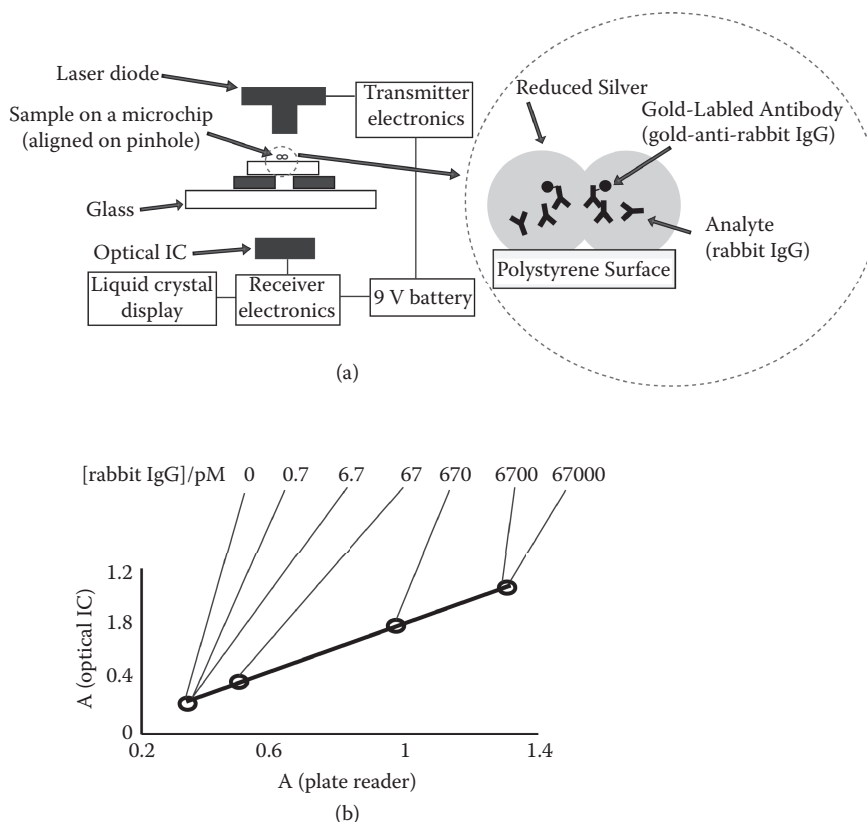 Laser diode
Sample on a microchip
(aligned on pinhole)
Glass
Optical IC
Liquid crystal
display
Receiver
electronics
9 V battery
Transmitter
electronics
Reduced Silver
Gold-Labled Antibody
(gold-anti-rabbit IgG)
Analyte
(rabbit IgG)
Polystyrene Surface
(a)
[rabbit IgG]/pM 0 0.7 6.7 67 670 6700 67000
1.2
1.8
0.4
0
A (optical IC)
0.2 0.6 1 1.4
A (plate reader)
(b)